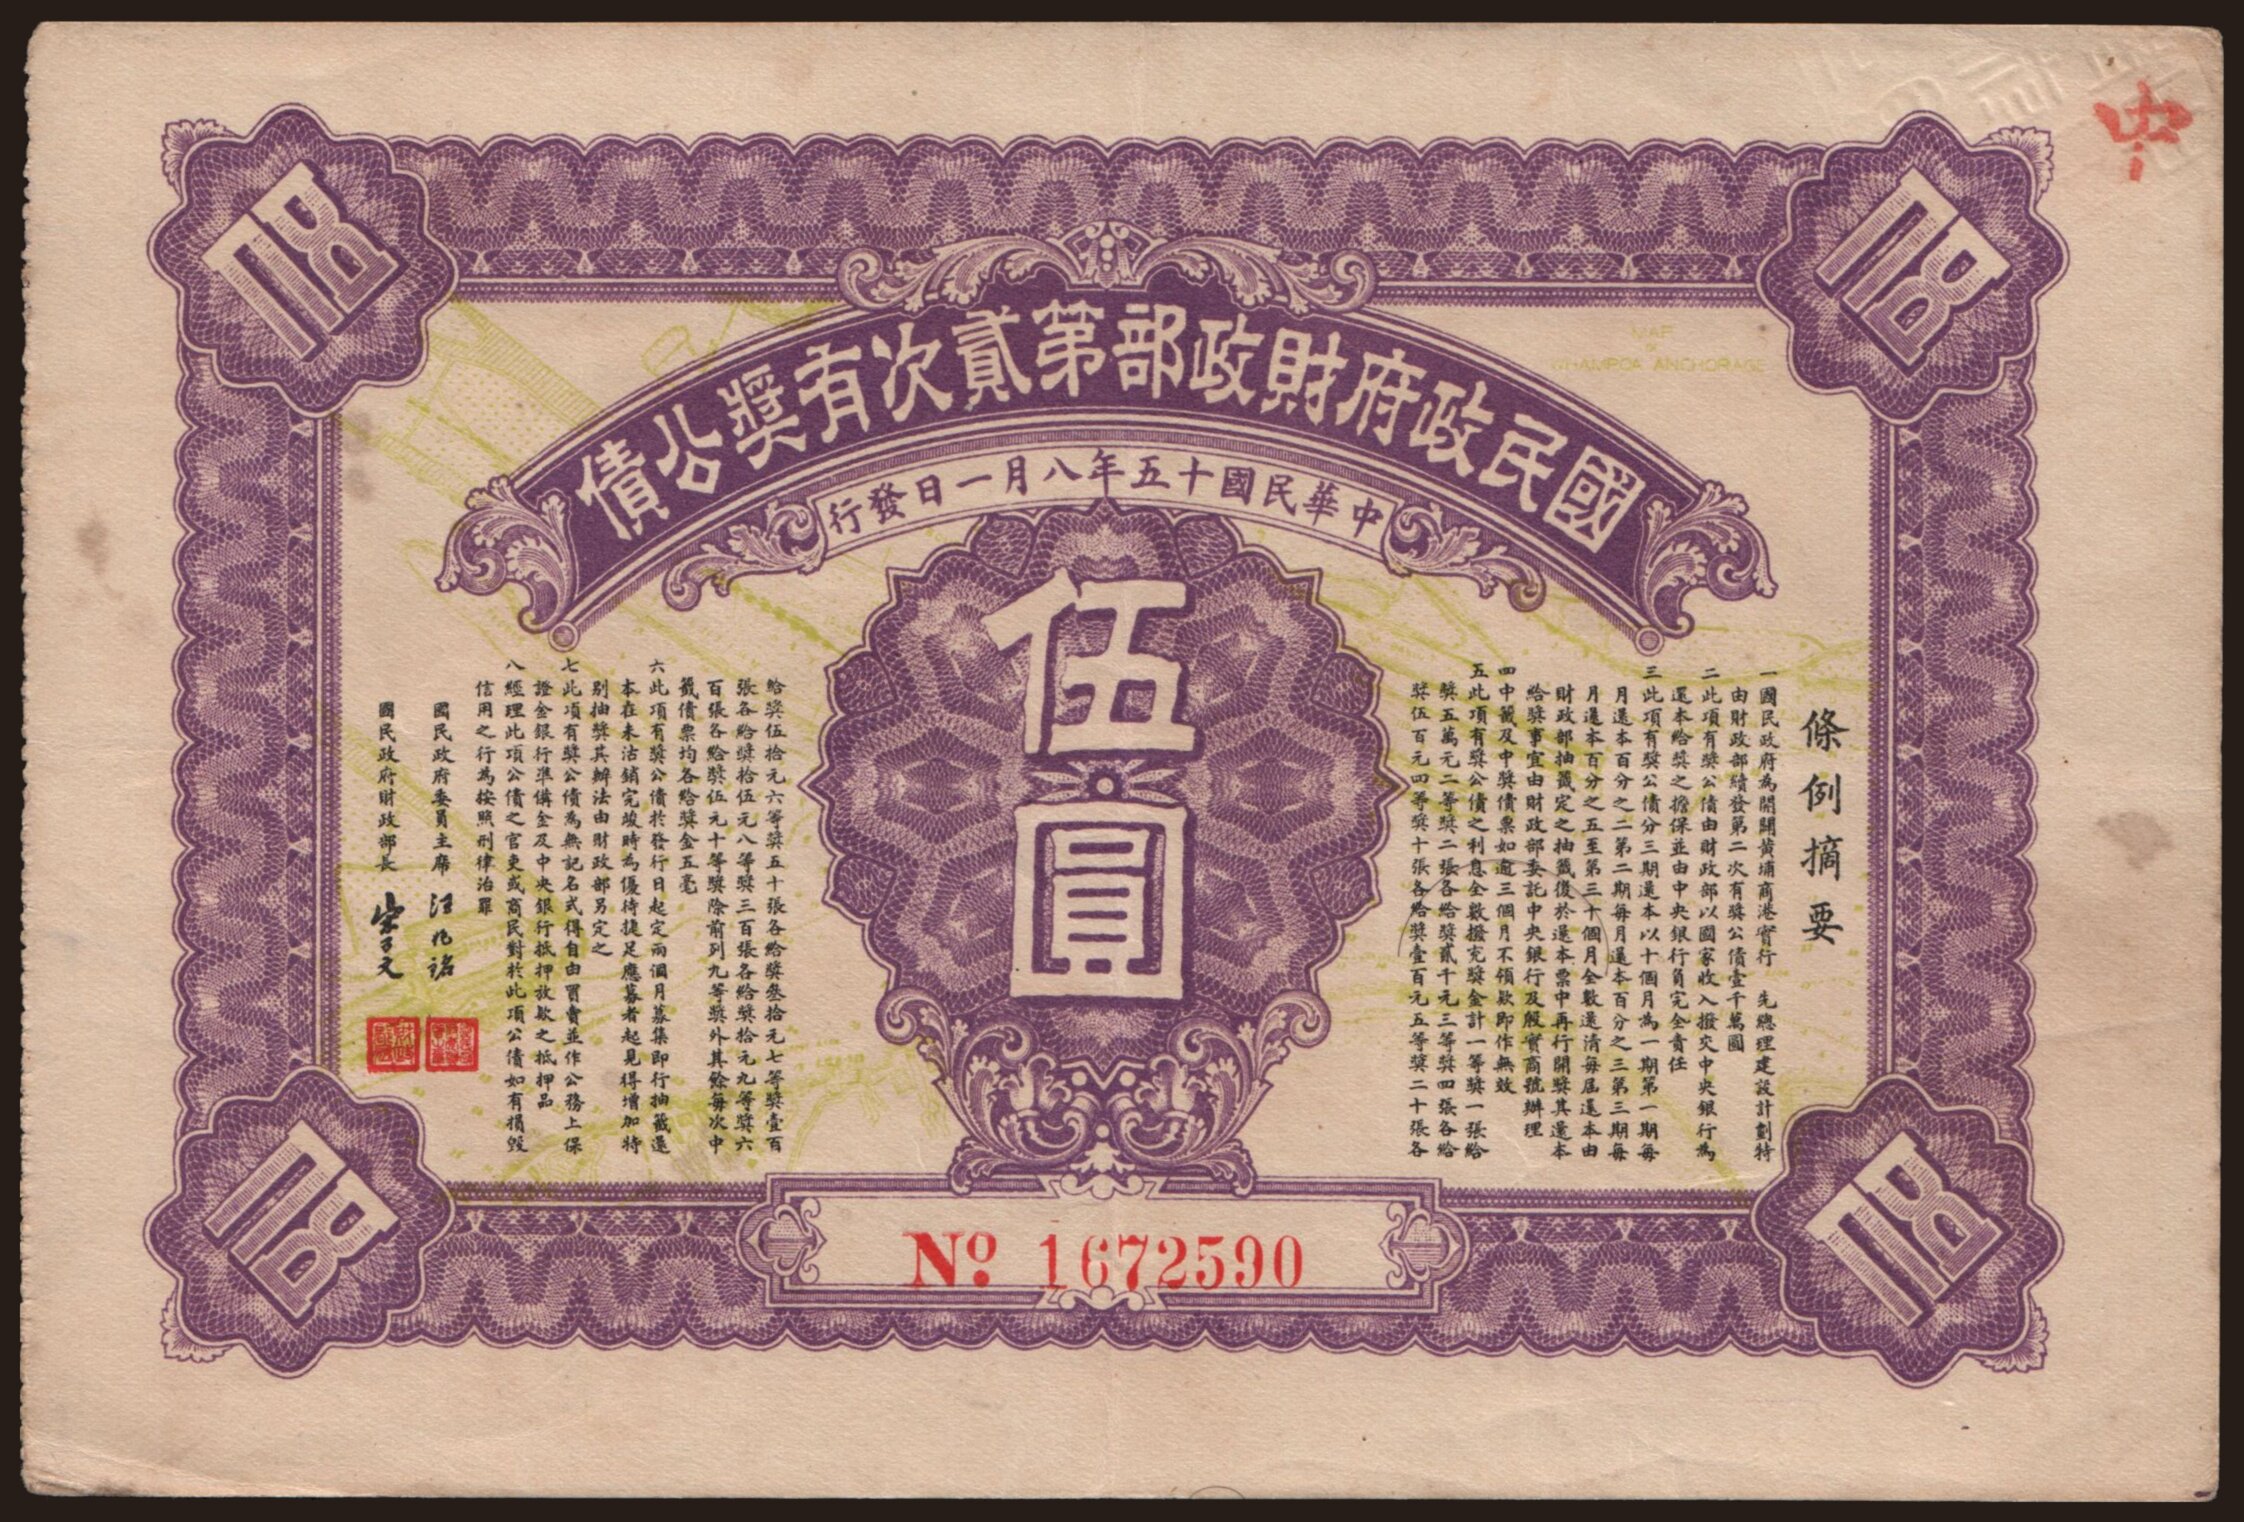 國民政府財政部第貳次有獎公債
中華民國十五年八月一日發行
MAP
CHAMPOA ANCHORAGE
伍圓
條例摘要
一國民政府為開闢黃埔商港實行　先總理建設計劃特
由財政部續發第二次有獎公債壹千萬圓
二此項有獎公債由財政部以國家收入撥交中央銀行為
還本給獎之擔保並由中央銀行負完全責任
三此項有獎公債分三期還本以十個月為一期第一期每
月還本百分之二第二期每月還本百分之三第三期每
月還本百分之五至第三十個月全數還清每屆還本由
財政部抽籤定之抽籤後於還本票中再行開獎其還本
給獎事宜由財政部委託中央銀行及殷實商號辦理
四中籤及中獎債票如逾三個月不領款即作無效
五此項有獎公債之利息全數撥充獎金計一等獎一張給
獎五萬元二等獎二張各給獎貳千元三等獎四張各給
獎伍百元四等獎十張各給獎壹百元五等獎二十張各
給獎伍拾元六等獎五十張各給獎叁拾元七等獎壹百
張各給獎拾伍元八等獎三百張各給獎拾元九等獎六
百張各給獎伍元十等獎除前列九等獎外其餘每次中
籤債票均各給獎金五毫
六此項有獎公債於發行日起定兩個月募集即行抽籤還
本在未沽銷完竣時為優待捷足應募者起見得增加特
別抽獎其辦法由財政部另定之
七此項有獎公債為無記名式得自由買賣並作公務上保
證金銀行準備金及中央銀行抵押放款之抵押品
八經理此項公債之官吏或商民對於此項公債如有損毀
信用之行為按照刑律治罪
國民政府委員主席 汪兆銘
國民政府財政部長 宋子文
No 1672590
中